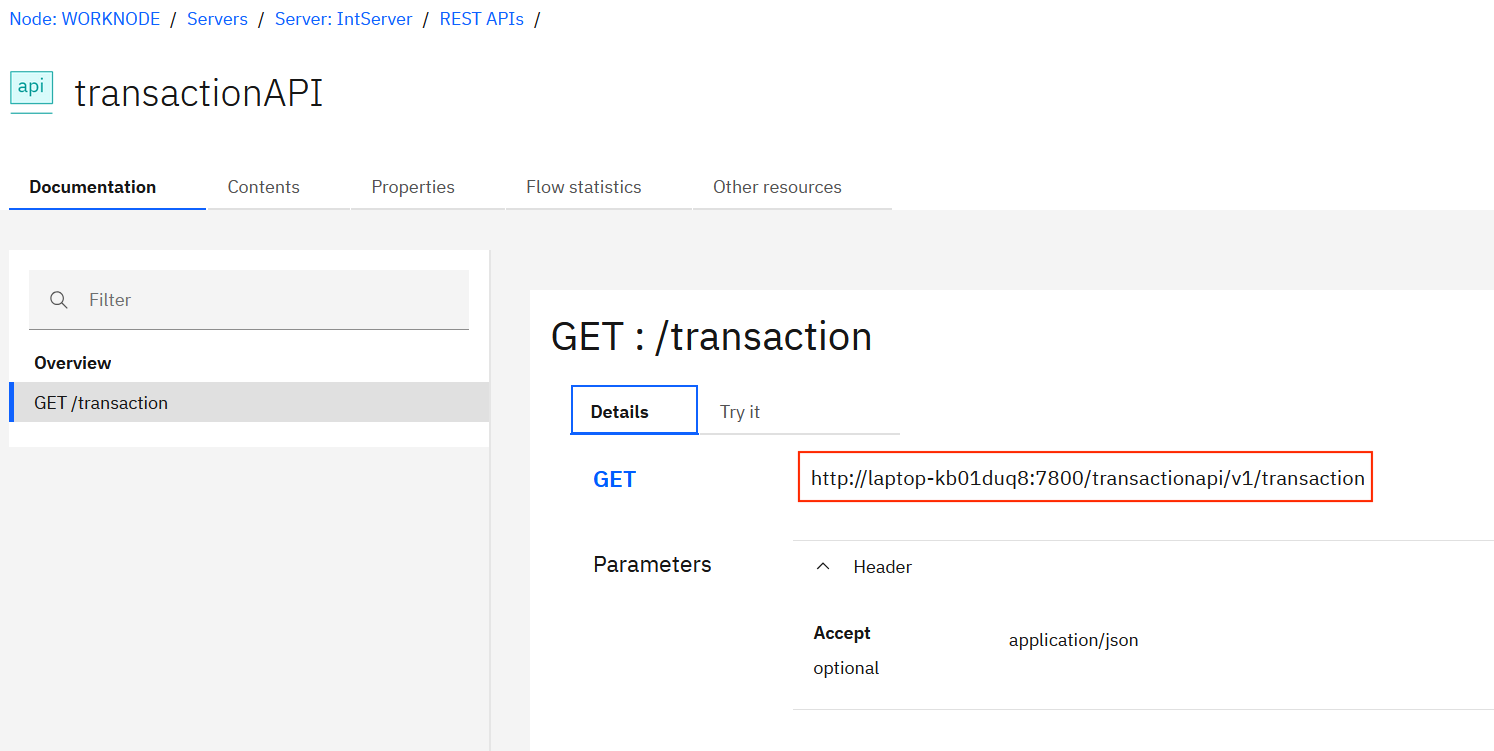 Node: WORKNODE / Servers / Server: IntServer / REST APIs /
api transactionAPI
Documentation Contents Properties Flow statistics Other resources
Filter
Overview
GET /transaction
GET : /transaction
Details Try it
GET http://laptop-kb01duq8:7800/transactionapi/v1/transaction
Parameters Header
Accept application/json
optional